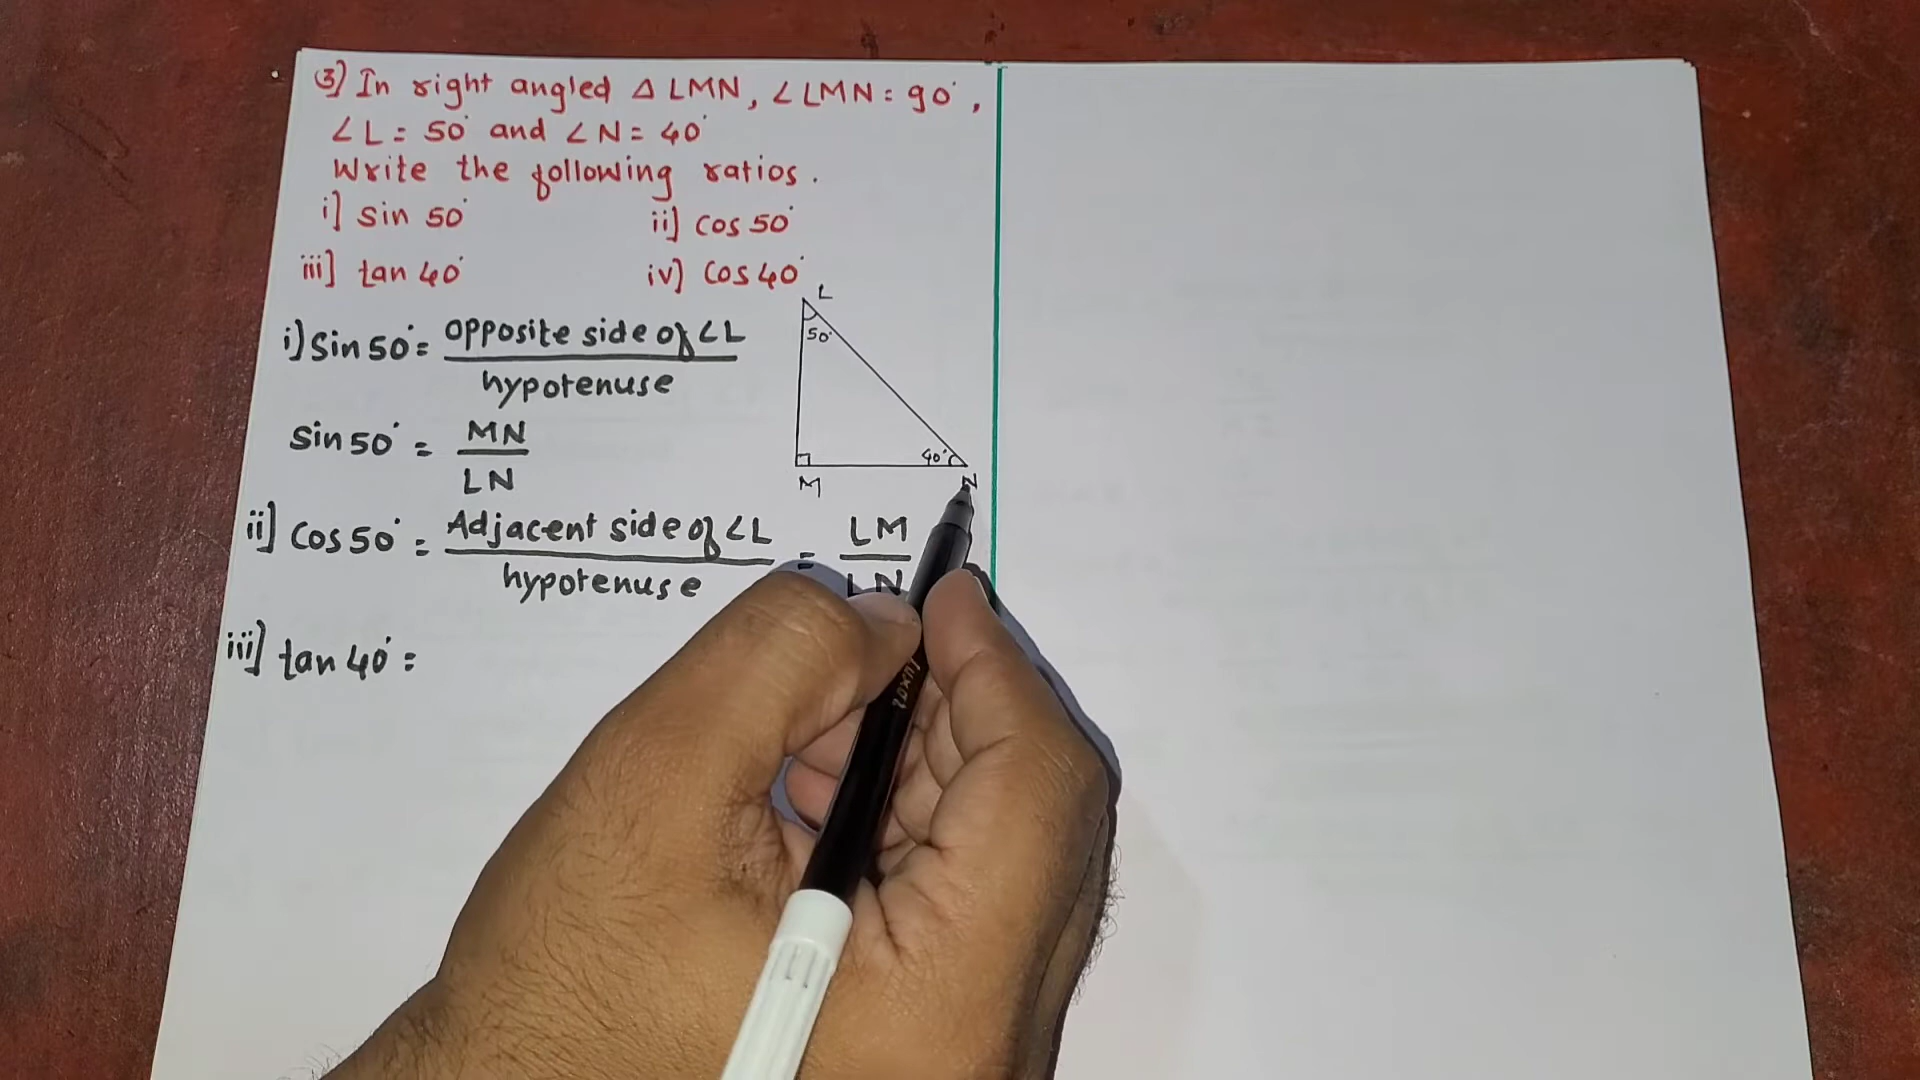 3] In right angled △ LMN, ∠LMN = 90°,
∠L = 50° and ∠N = 40°
Write the following ratios.
i] sin 50° ii] cos 50°
iii] tan 40° iv] cos 40°
i) Sin 50° = opposite side of ∠L / hypotenuse
sin 50° = MN / LN
ii] cos 50° = Adjacent side of ∠L / hypotenuse = LM / LN
iii] tan 40° =
L
50°
40°
M N
luxor